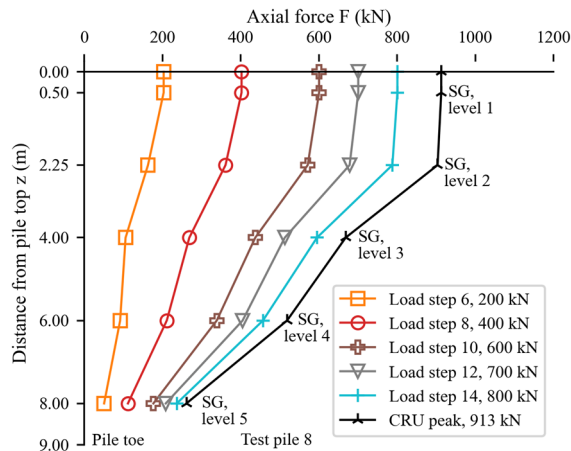 Axial force F (kN)
0 200 400 600 800 1000 1200
Distance from pile top z (m)
0.00
0.50
2.25
4.00
6.00
8.00
9.00
SG,
level 1
SG,
level 2
SG,
level 3
SG,
level 4
SG,
level 5
Load step 6, 200 kN
Load step 8, 400 kN
Load step 10, 600 kN
Load step 12, 700 kN
Load step 14, 800 kN
CRU peak, 913 kN
Pile toe
Test pile 8